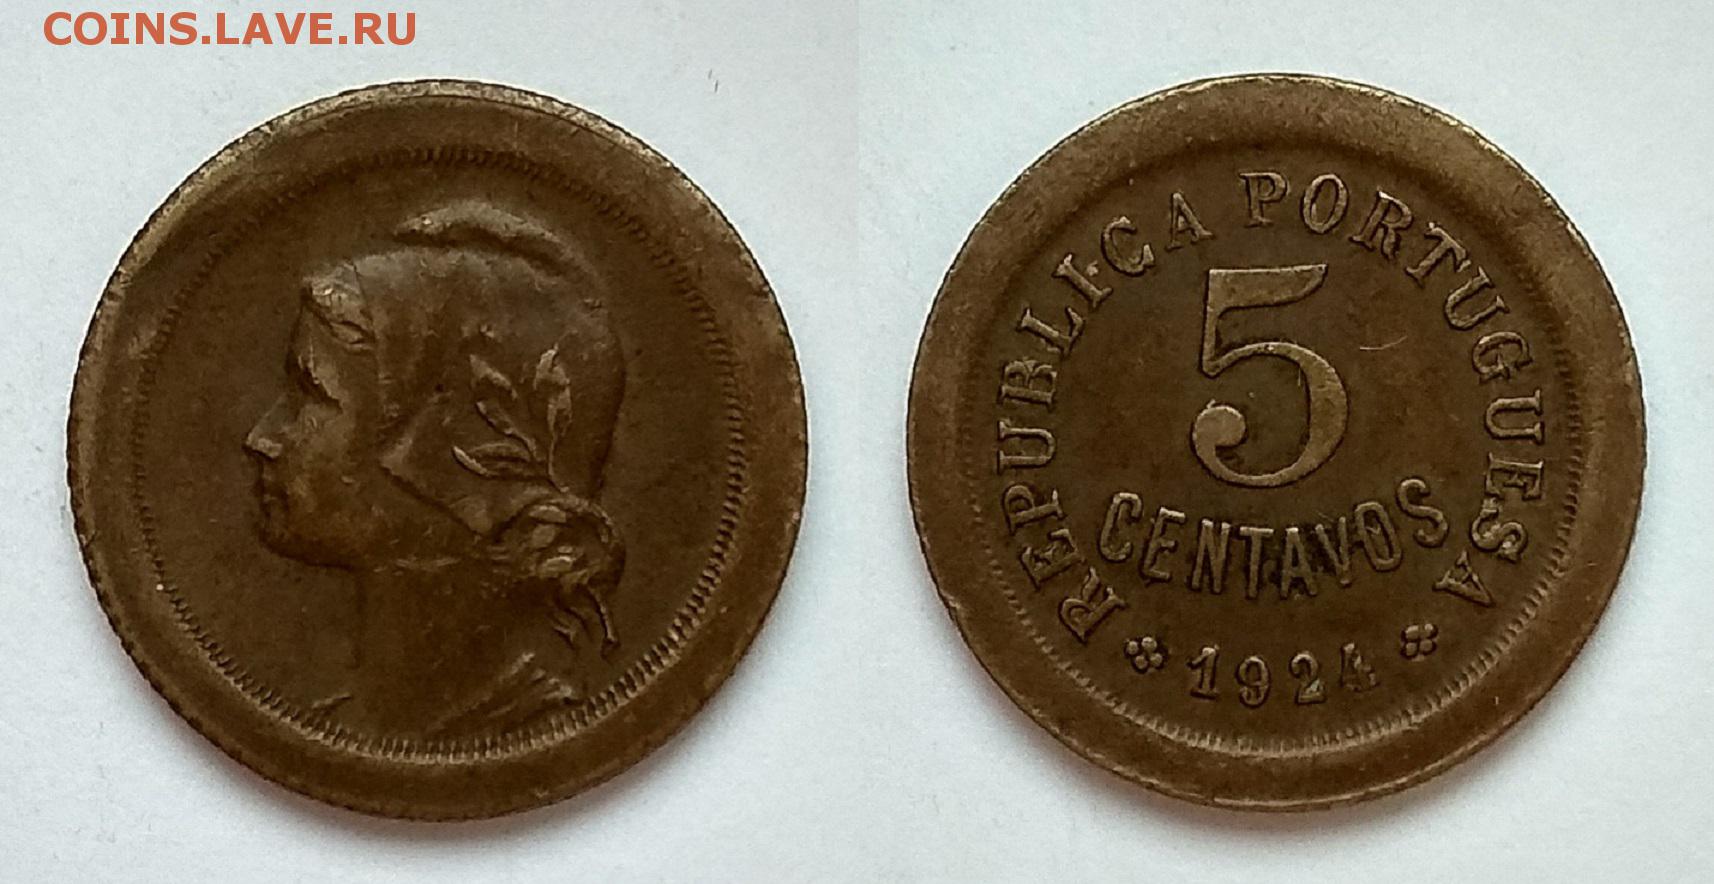 COINS.LAVE.RU
REPUBLICA PORTUGUESA
5
CENTAVOS
1924